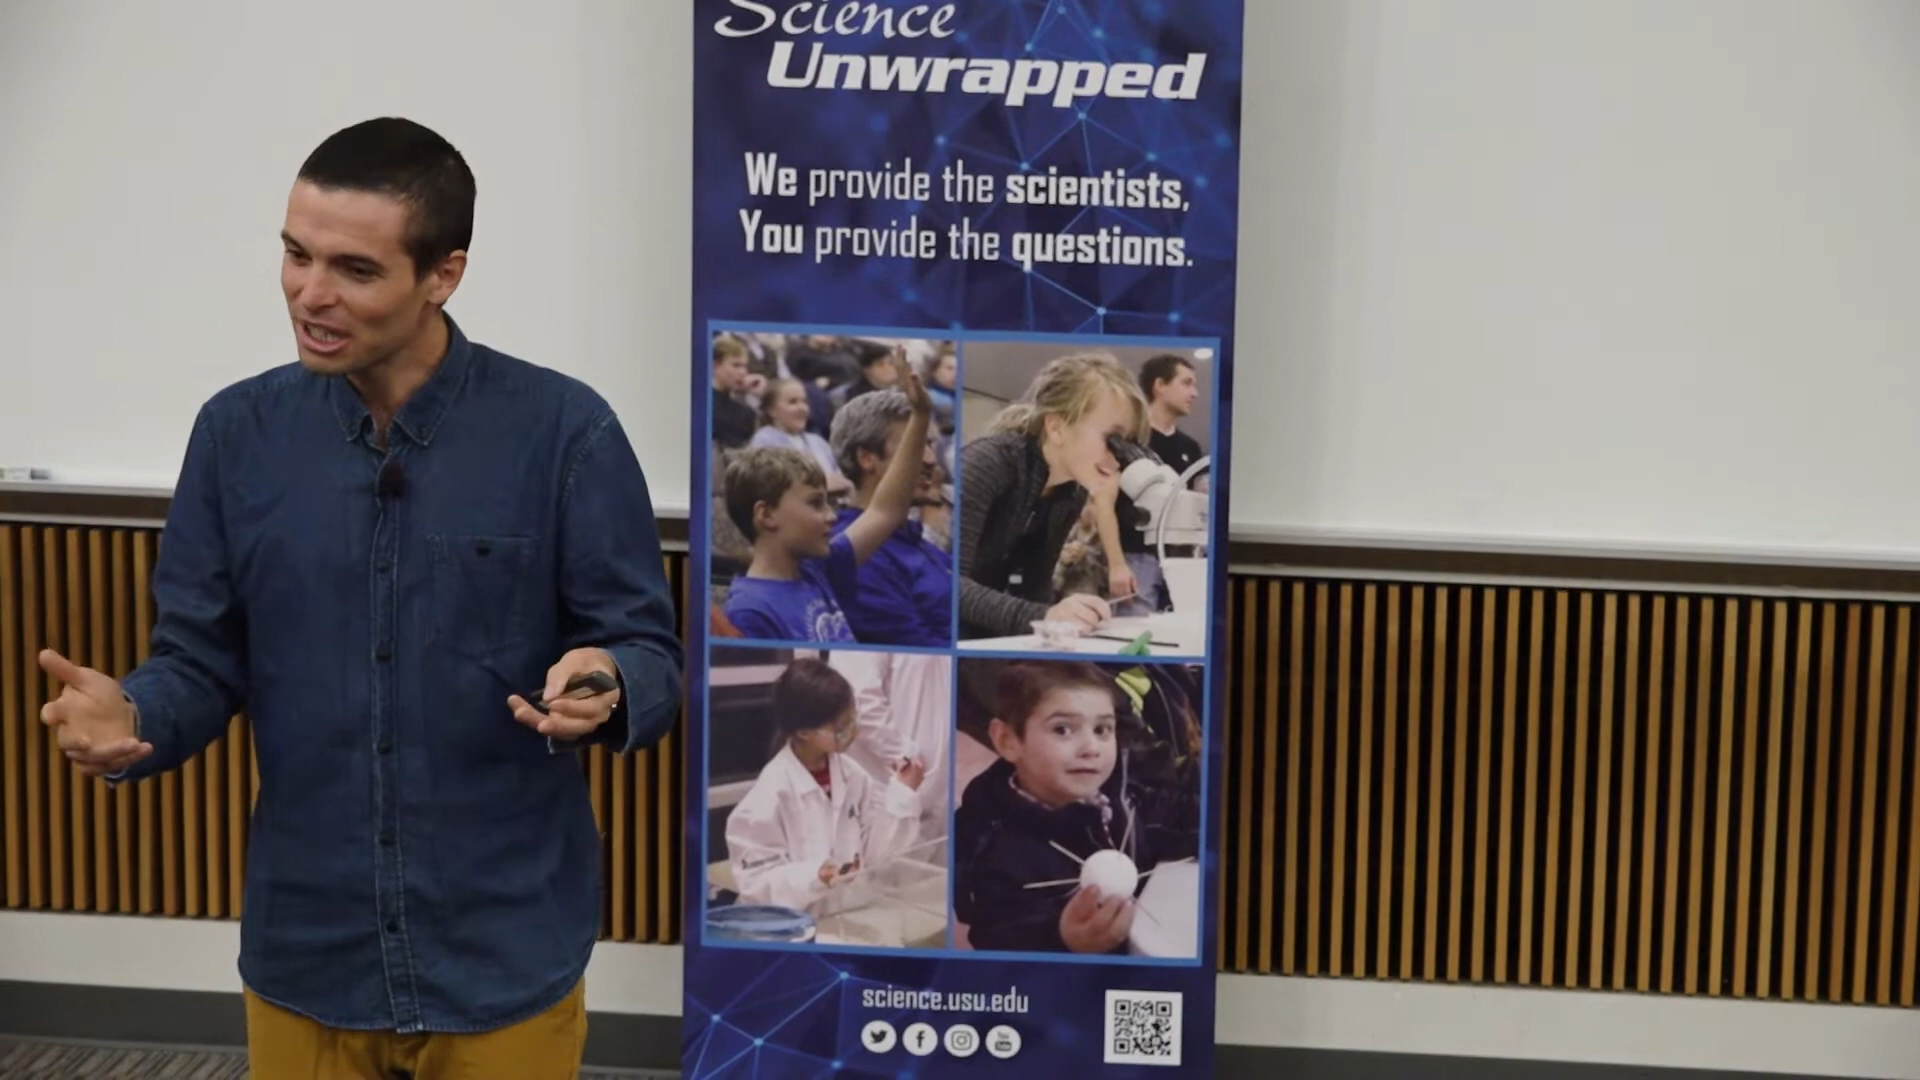 Science
Unwrapped
We provide the scientists,
You provide the questions.
science.usu.edu